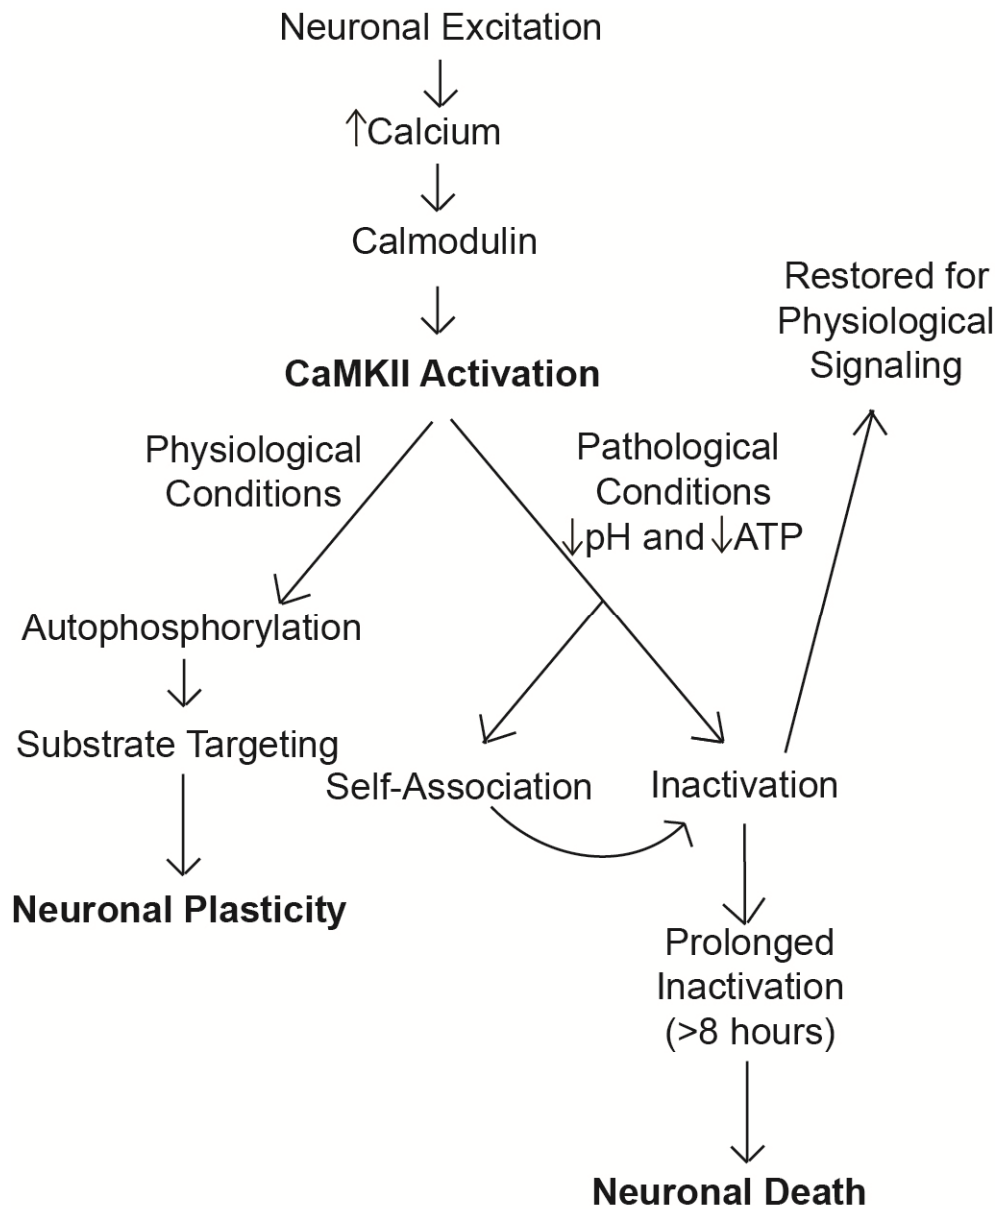 Neuronal Excitation
↑Calcium
Calmodulin
Restored for
Physiological
Signaling
CaMKII Activation
Physiological
Conditions
Pathological
Conditions
↓pH and ↓ATP
Autophosphorylation
Substrate Targeting
Self-Association
Inactivation
Neuronal Plasticity
Prolonged
Inactivation
(>8 hours)
Neuronal Death